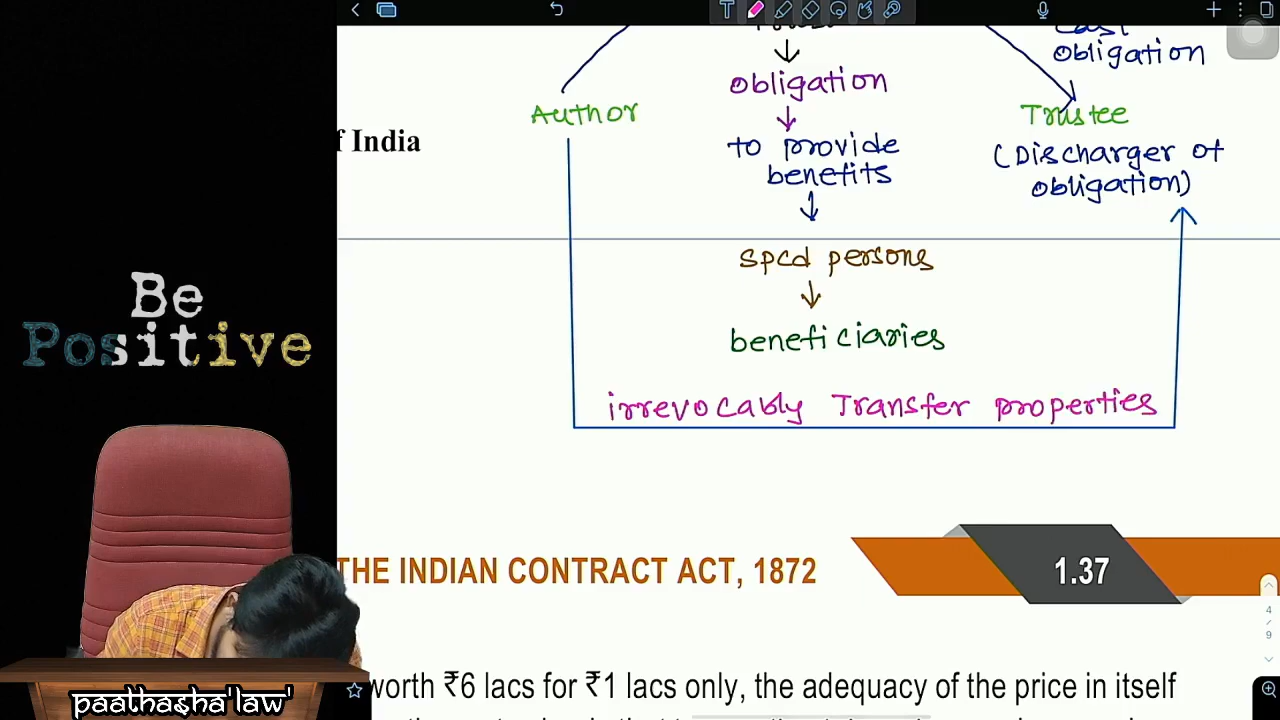 obligation
obligation
Author
Trustee
f India
to provide
benefits
(Discharger of
obligation)
spcd persons
beneficiaries
irrevocably Transfer properties
Be
Positive
THE INDIAN CONTRACT ACT, 1872
1.37
4
/
9
worth ₹6 lacs for ₹1 lacs only, the adequacy of the price in itself
paathasha'law'